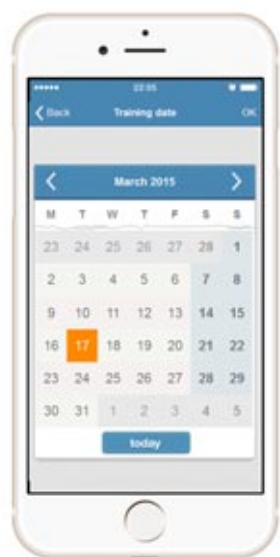 22:05
Back Training date OK
March 2015
M T W T F S S
23 24 25 26 27 28 1
2 3 4 5 6 7 8
9 10 11 12 13 14 15
16 17 18 19 20 21 22
23 24 25 26 27 28 29
30 31 1 2 3 4 5
today